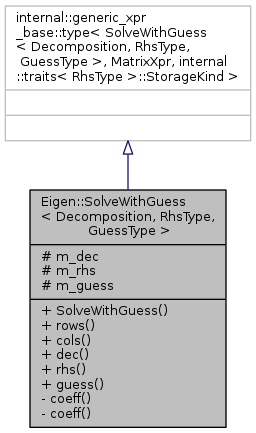 internal::generic_xpr
_base::type< SolveWithGuess
< Decomposition, RhsType,
GuessType >, MatrixXpr, internal
::traits< RhsType >::StorageKind >
Eigen::SolveWithGuess
< Decomposition, RhsType,
GuessType >
# m_dec
# m_rhs
# m_guess
+ SolveWithGuess()
+ rows()
+ cols()
+ dec()
+ rhs()
+ guess()
- coeff()
- coeff()